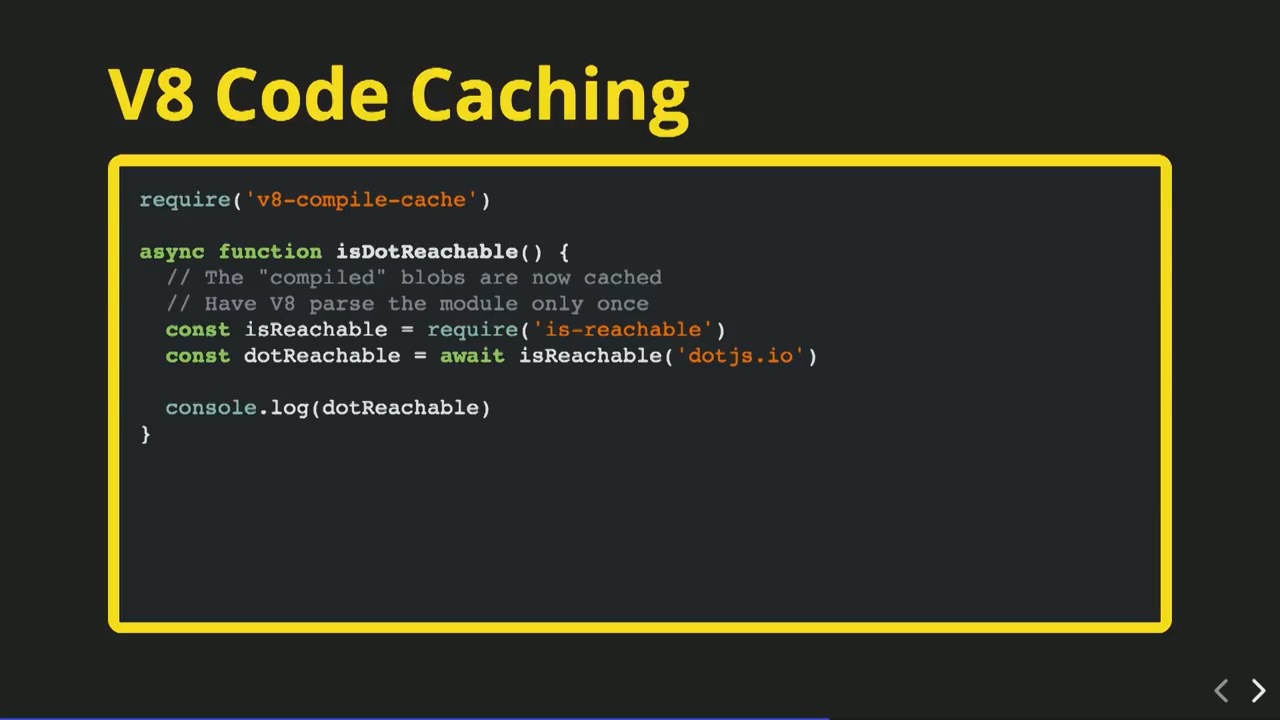 V8 Code Caching
require('v8-compile-cache')
async function isDotReachable() {
  // The "compiled" blobs are now cached
  // Have V8 parse the module only once
  const isReachable = require('is-reachable')
  const dotReachable = await isReachable('dotjs.io')
  console.log(dotReachable)
}